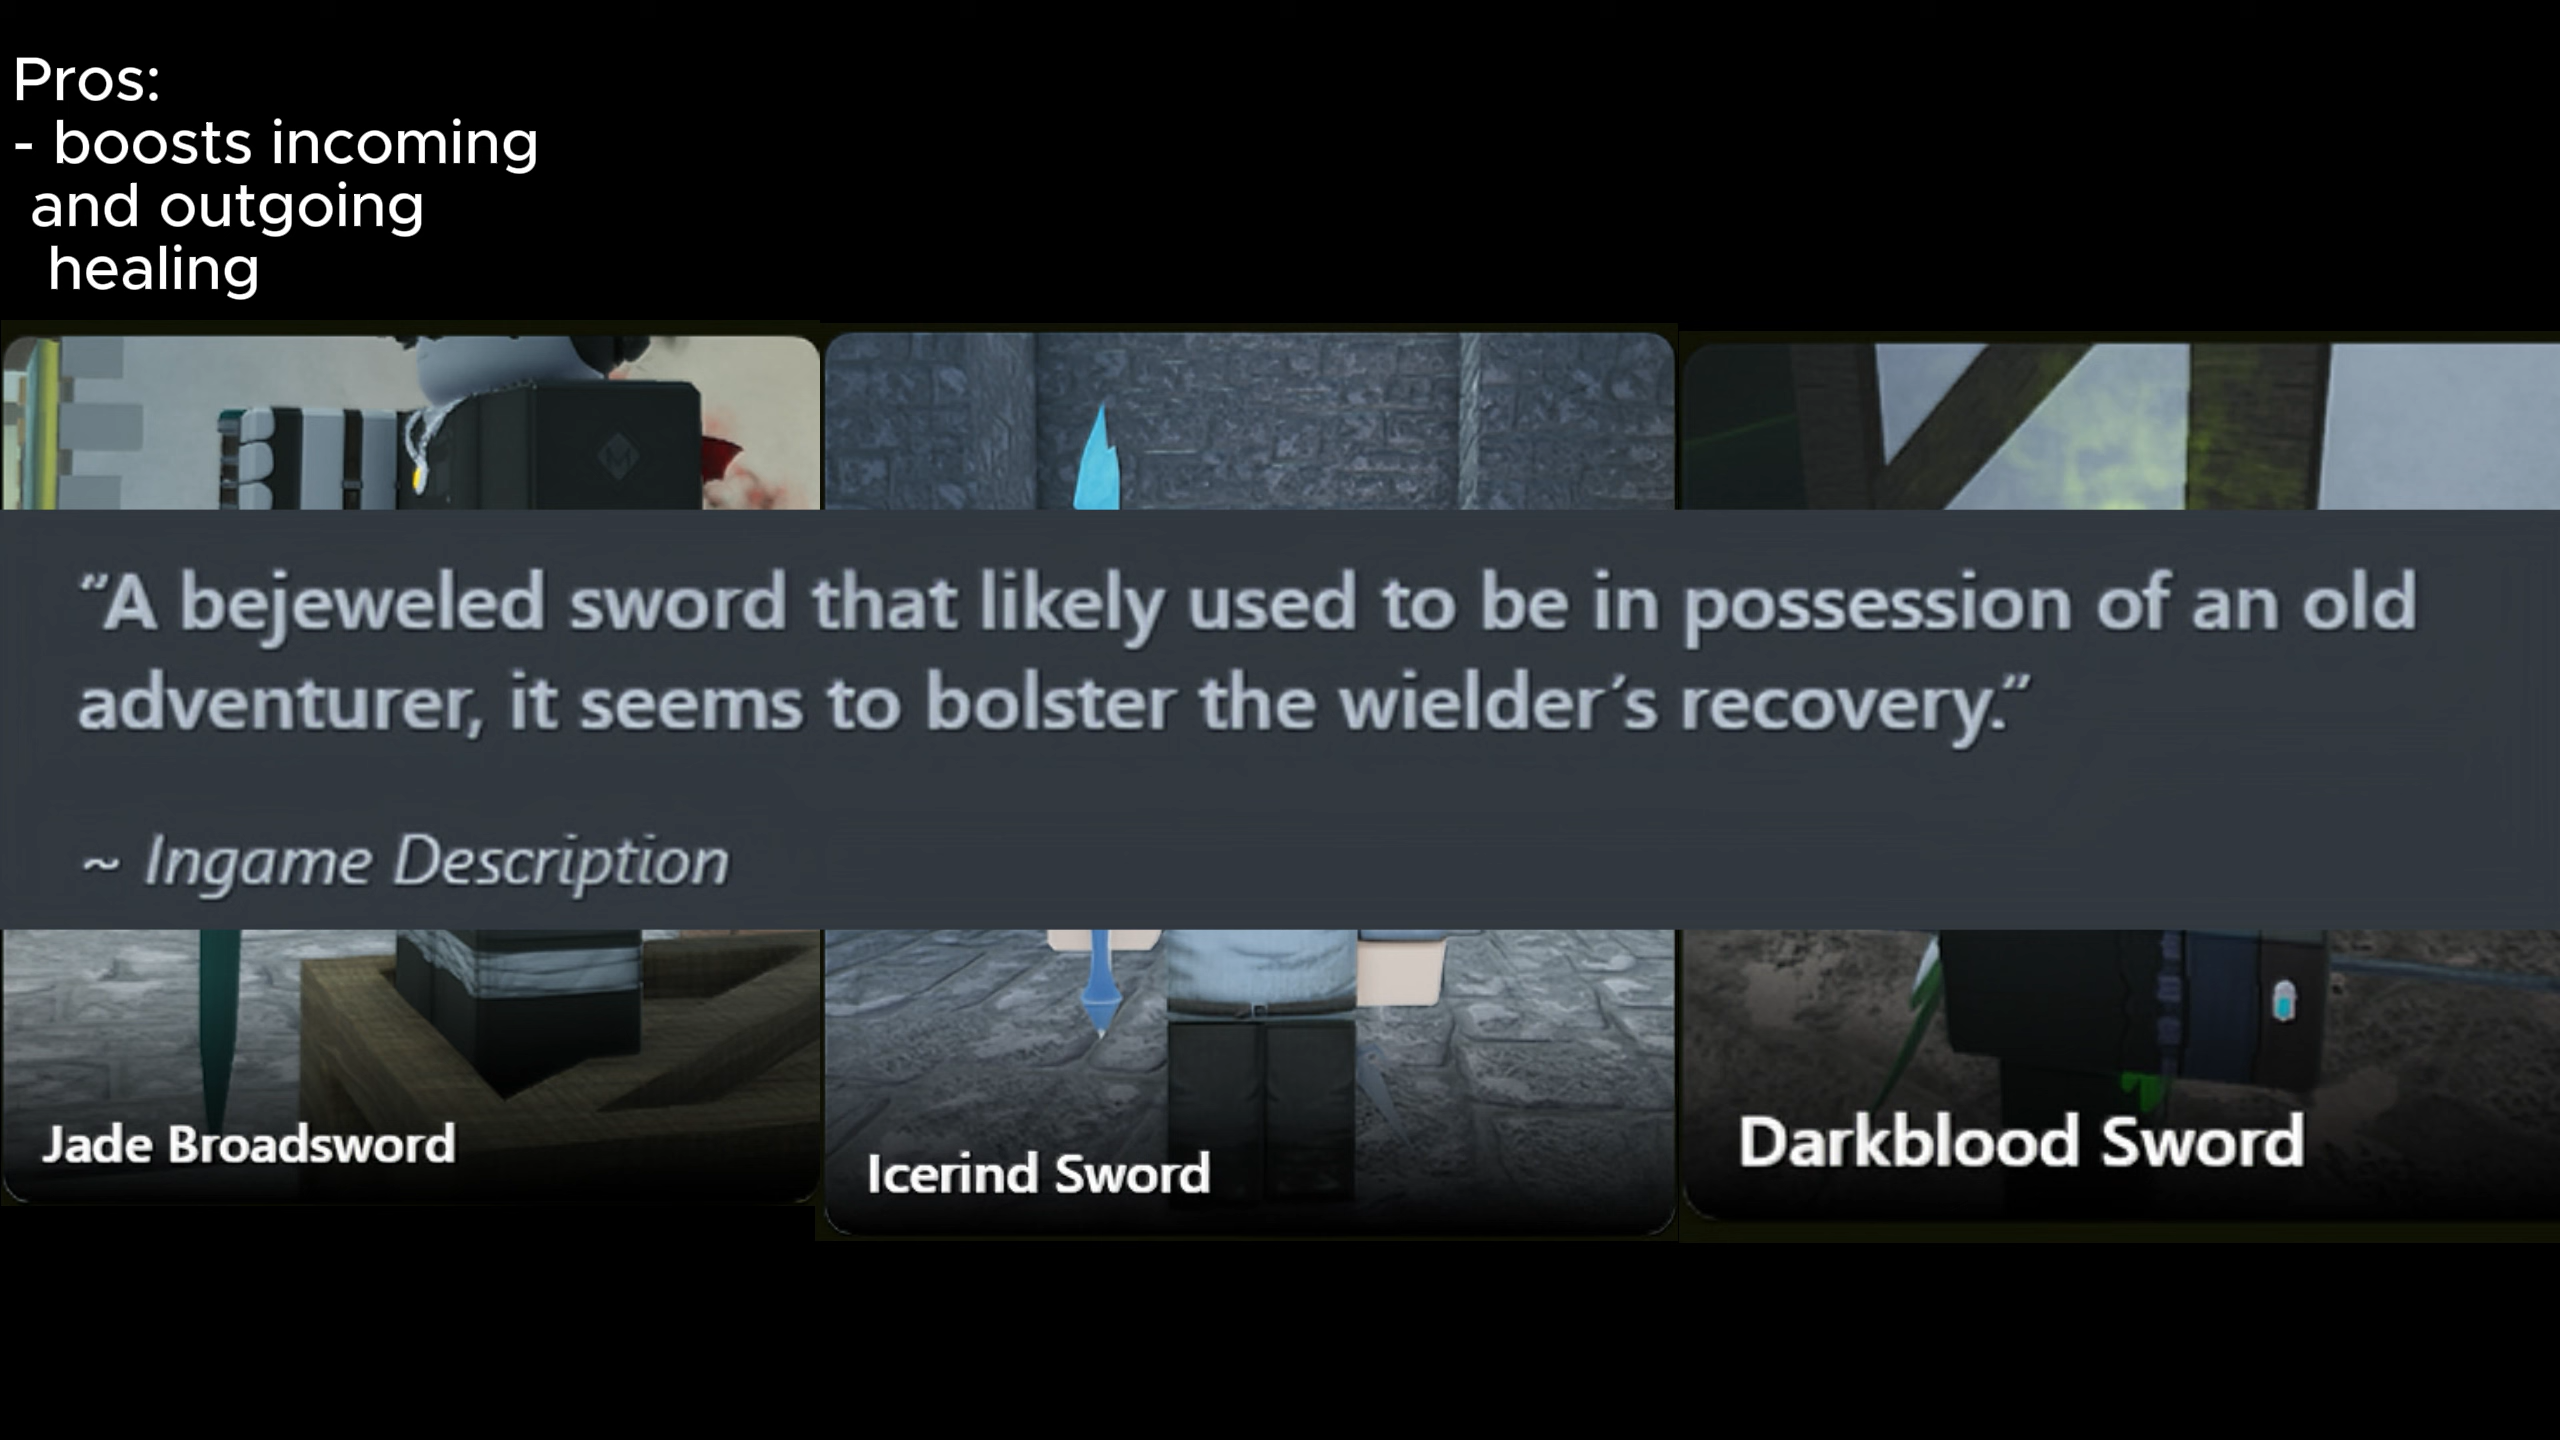 Pros:
- boosts incoming
and outgoing
healing
“A bejeweled sword that likely used to be in possession of an old
adventurer, it seems to bolster the wielder´s recovery.”
~ Ingame Description
Jade Broadsword
Icerind Sword
Darkblood Sword